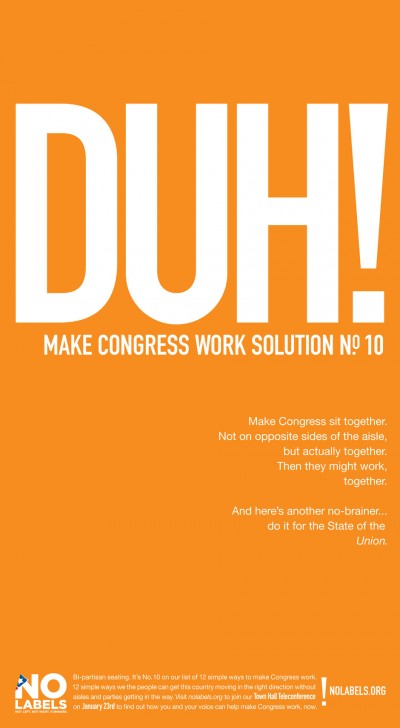 DUH!
MAKE CONGRESS WORK SOLUTION Nº 10
Make Congress sit together.
Not on opposite sides of the aisle,
but actually together.
Then they might work,
together.
And here's another no-brainer...
do it for the State of the
Union.
NO
LABELS
NOT LEFT. NOT RIGHT. FORWARD.
Bi-partisan seating. It's No.10 on our list of 12 simple ways to make Congress work.
12 simple ways we the people can get this country moving in the right direction without
aisles and parties getting in the way. Visit nolabels.org to join our Town Hall Teleconference
on January 23rd to find out how you and your voice can help make Congress work, now.
! NOLABELS.ORG